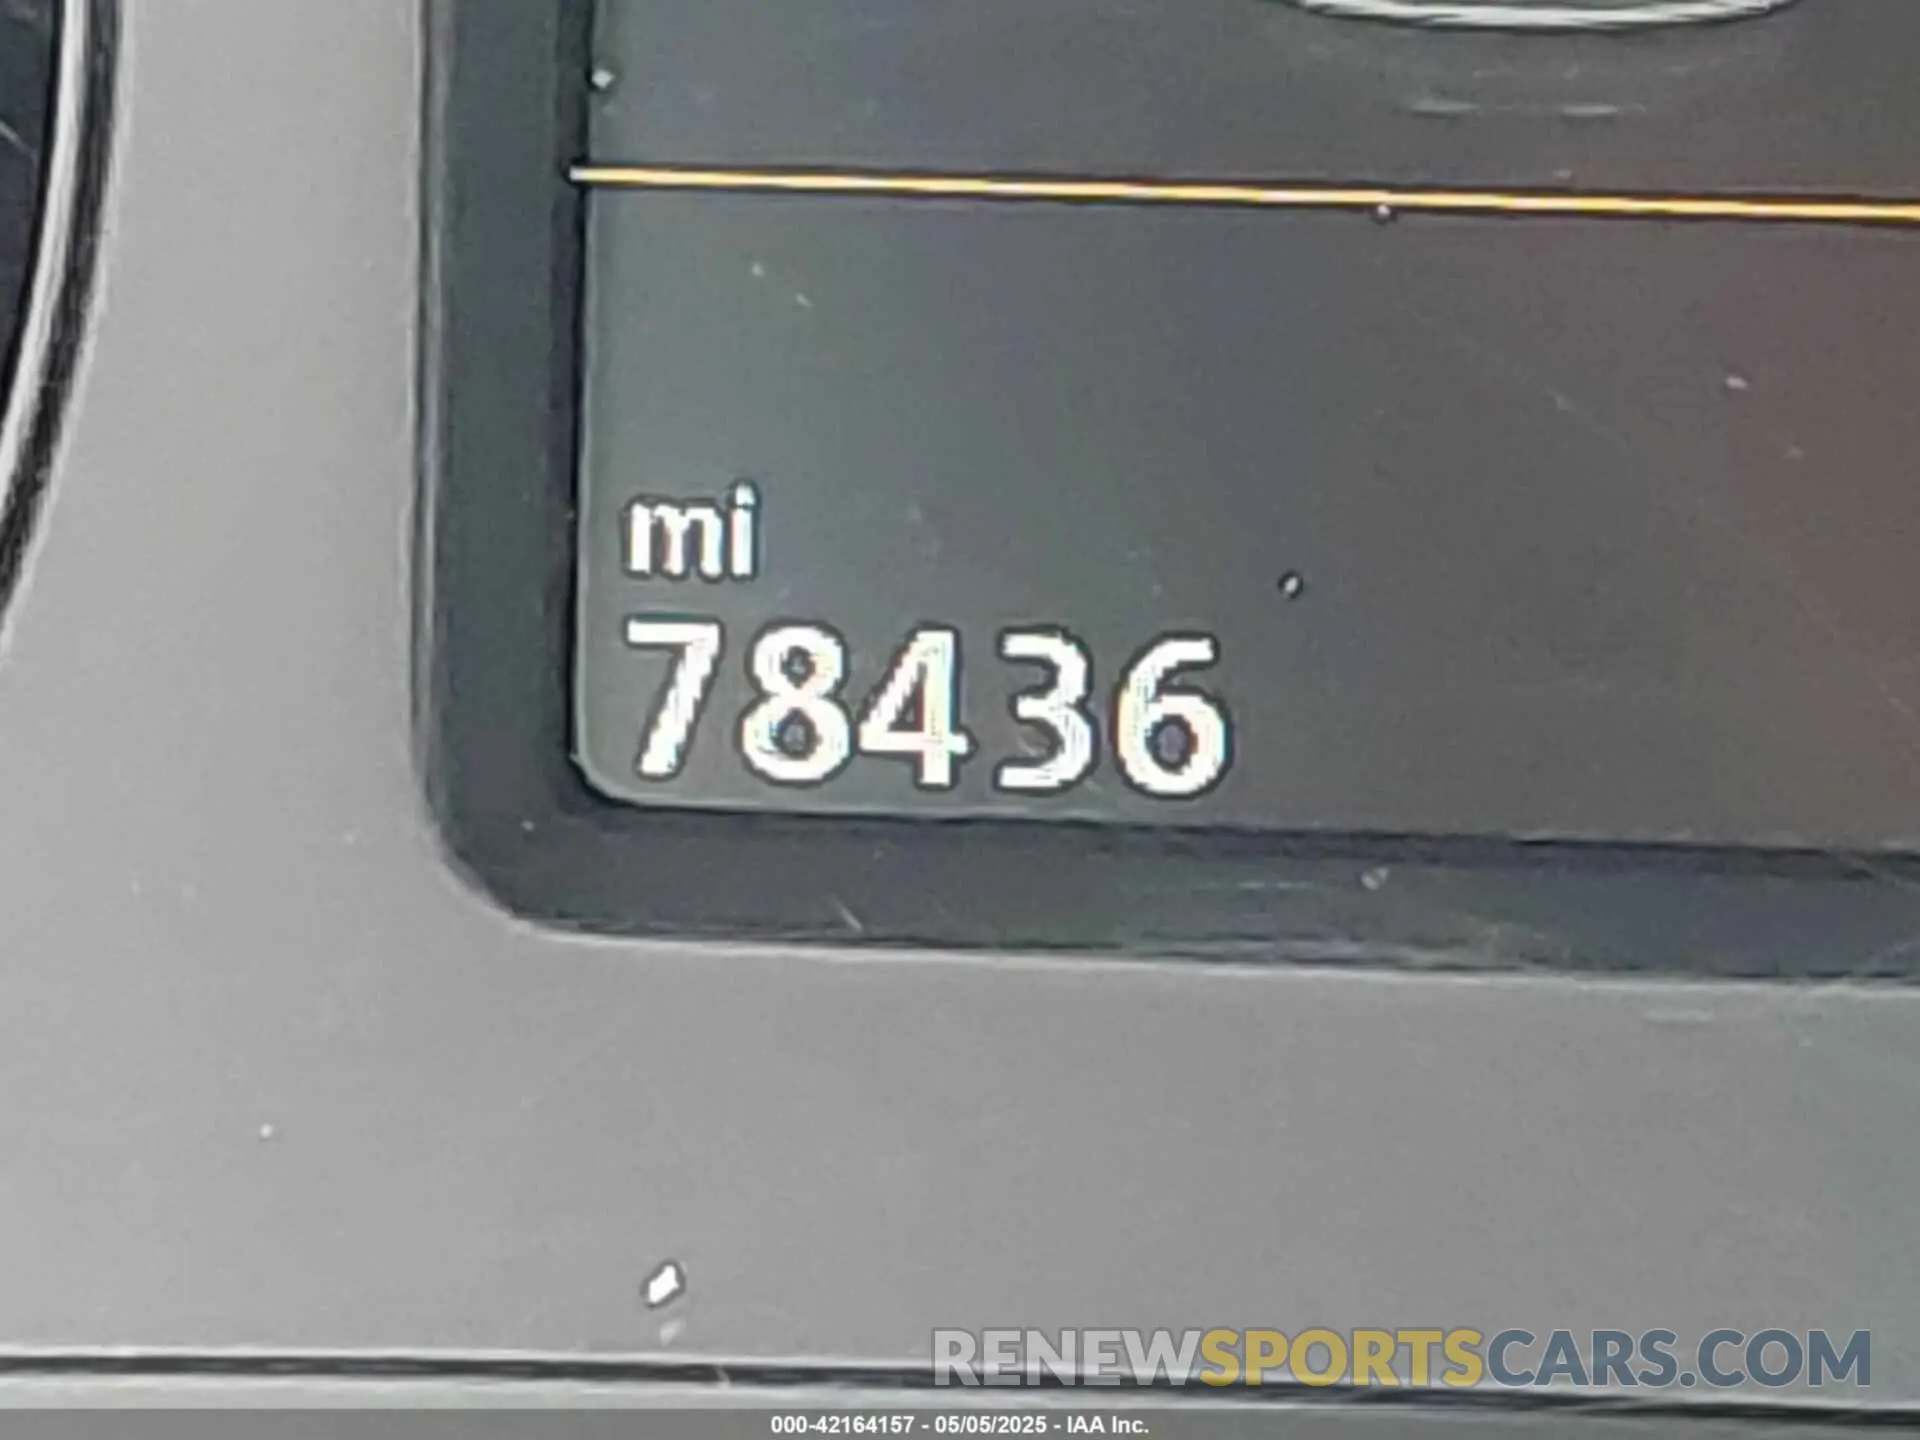 mi
78436
RENEWSPORTSCARS.COM
000-42164157 - 05/05/2025 - IAA Inc.